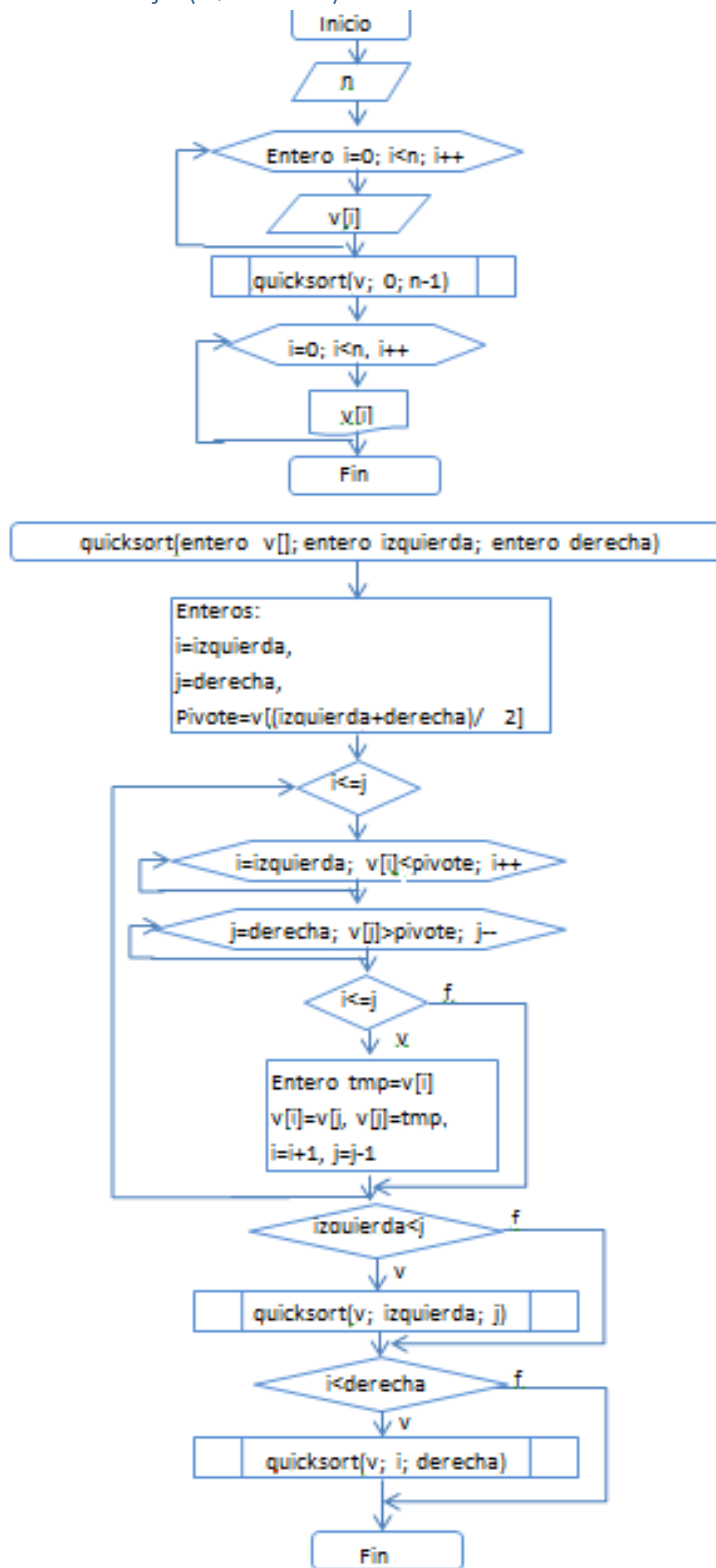 Inicio
n
Entero i=0; i<n; i++
v[i]
quicksort(v; 0; n-1)
i=0; i<n, i++
v[i]
Fin
quicksort(entero v[]; entero izquierda; entero derecha)
Enteros:
i=izquierda,
j=derecha,
Pivote=v[(izquierda+derecha)/ 2]
i<=j
i=izquierda; v[i]<pivote; i++
j=derecha; v[j]>pivote; j--
i<=j
f
v
Entero tmp=v[i]
v[i]=v[j, v[j]=tmp,
i=i+1, j=j-1
izquierda<j
f
v
quicksort(v; izquierda; j)
i<derecha
f
v
quicksort(v; i; derecha)
Fin